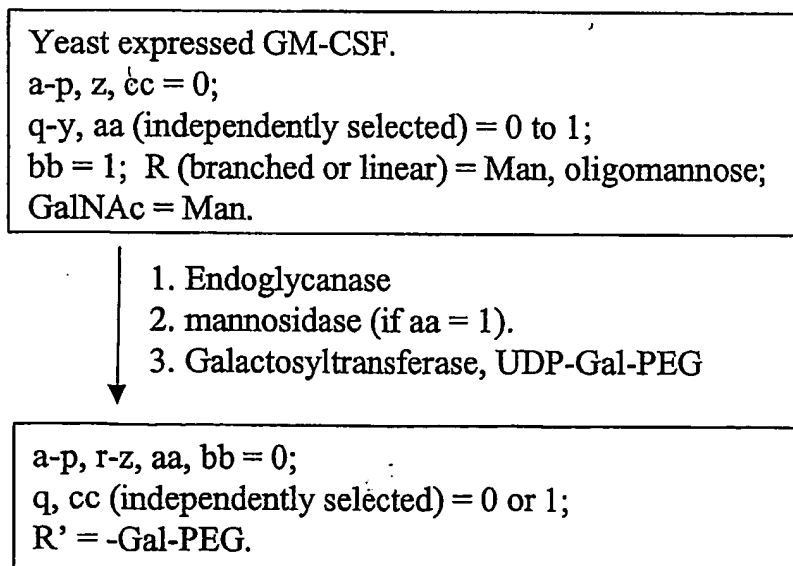 Yeast expressed GM-CSF.
a-p, z, cc = 0;
q-y, aa (independently selected) = 0 to 1;
bb = 1; R (branched or linear) = Man, oligomannose;
GalNAc = Man.
1. Endoglycanase
2. mannosidase (if aa = 1).
3. Galactosyltransferase, UDP-Gal-PEG
a-p, r-z, aa, bb = 0;
q, cc (independently selected) = 0 or 1;
R' = -Gal-PEG.